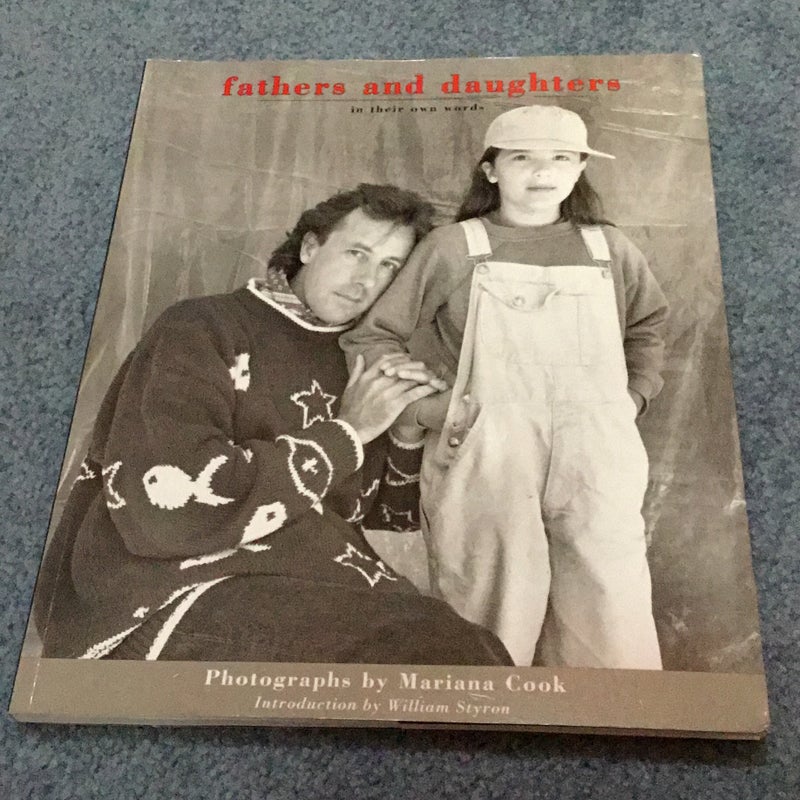 fathers and daughters
in their own words
Photographs by Mariana Cook
Introduction by William Styron